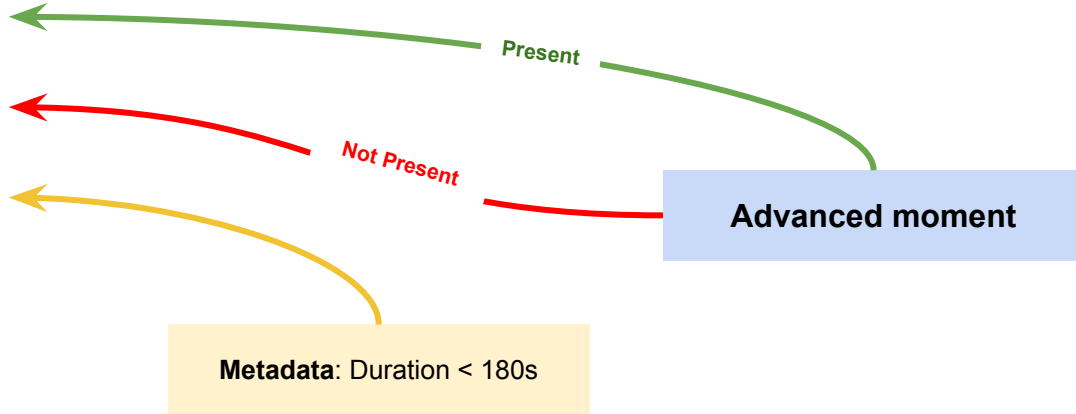 Present
Not Present
Advanced moment
Metadata: Duration < 180s